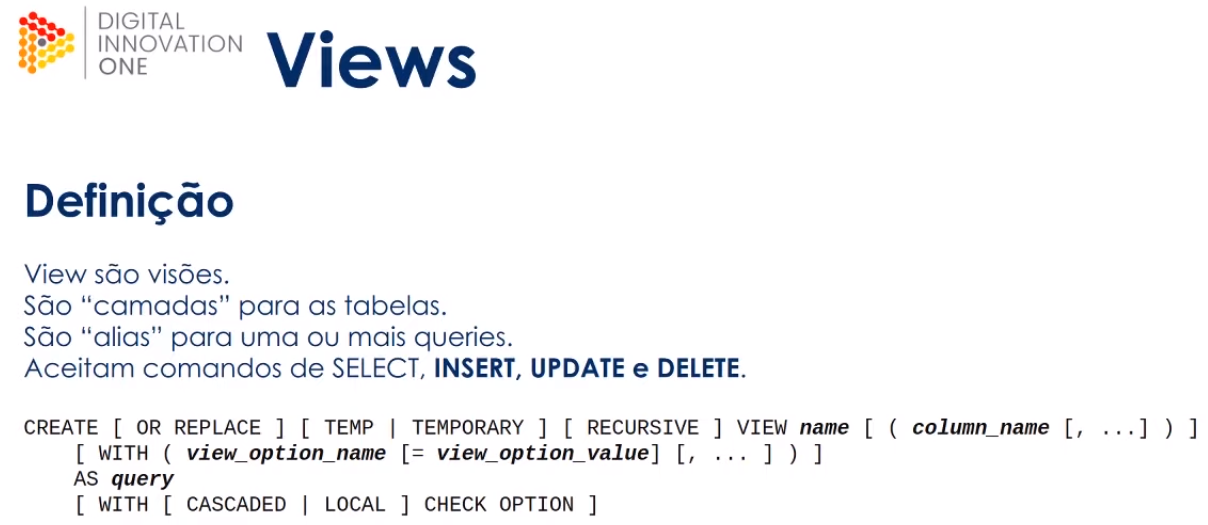 DIGITAL
INNOVATION
ONE
Views
Definição
View são visões.
São “camadas” para as tabelas.
São “alias” para uma ou mais queries.
Aceitam comandos de SELECT, INSERT, UPDATE e DELETE.
CREATE [ OR REPLACE ] [ TEMP | TEMPORARY ] [ RECURSIVE ] VIEW name [ ( column_name [, ...] ) ]
    [ WITH ( view_option_name [= view_option_value] [, ... ] ) ]
    AS query
    [ WITH [ CASCADED | LOCAL ] CHECK OPTION ]